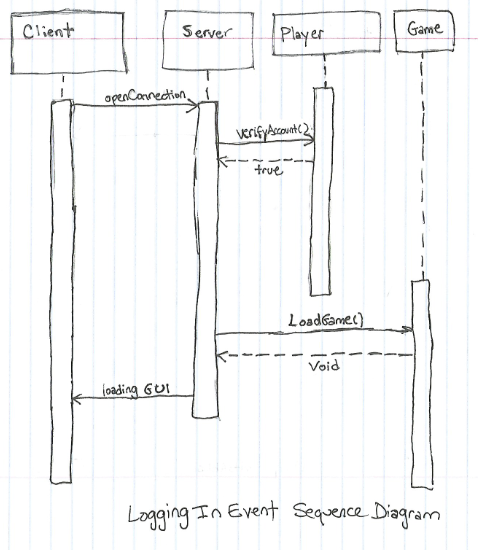 Client
Server
Player
Game
openConnection
verifyAccount()
true
LoadGame()
Void
loading GUI
Logging In Event Sequence Diagram